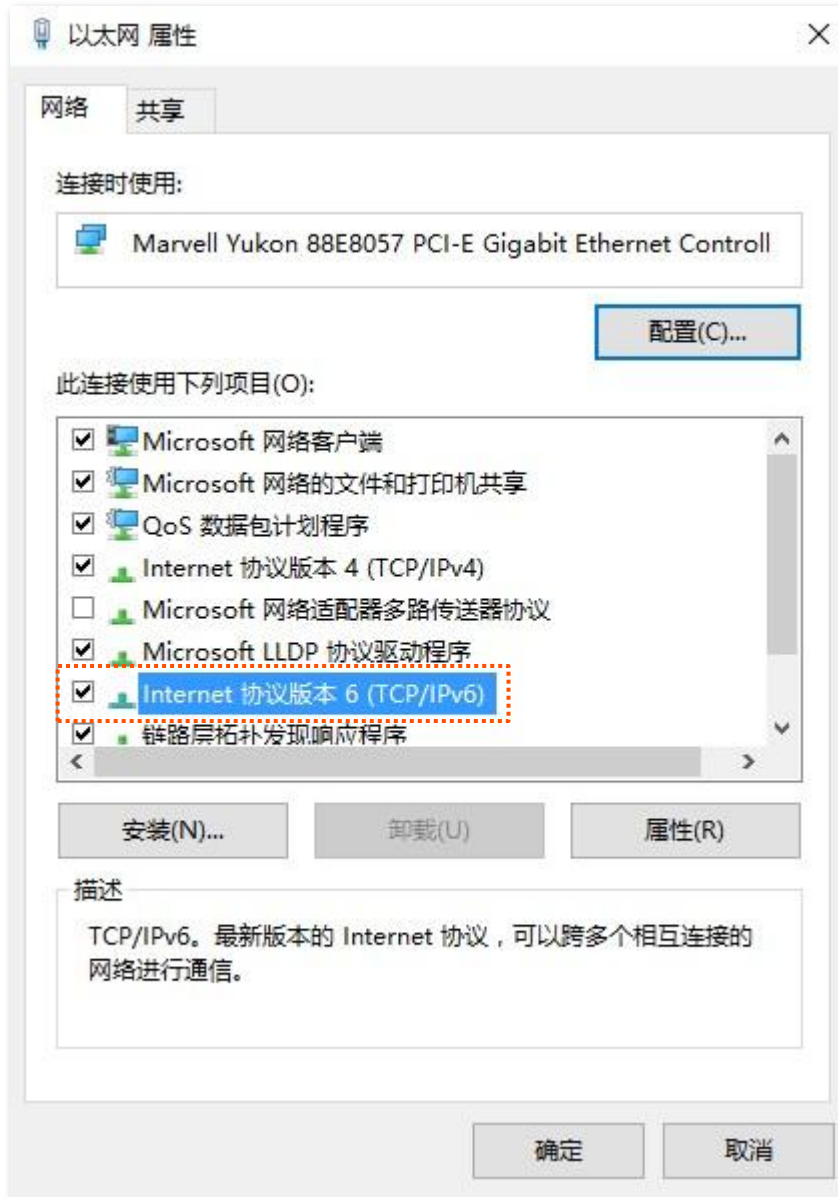 以太网 属性
网络
共享
连接时使用:
Marvell Yukon 88E8057 PCI-E Gigabit Ethernet Controll
配置(C)...
此连接使用下列项目(O):
Microsoft 网络客户端
Microsoft 网络的文件和打印机共享
QoS 数据包计划程序
Internet 协议版本 4 (TCP/IPv4)
Microsoft 网络适配器多路传送器协议
Microsoft LLDP 协议驱动程序
Internet 协议版本 6 (TCP/IPv6)
链路层拓扑发现响应程序
安装(N)...
卸载(U)
属性(R)
描述
TCP/IPv6。最新版本的 Internet 协议，可以跨多个相互连接的
网络进行通信。
确定
取消